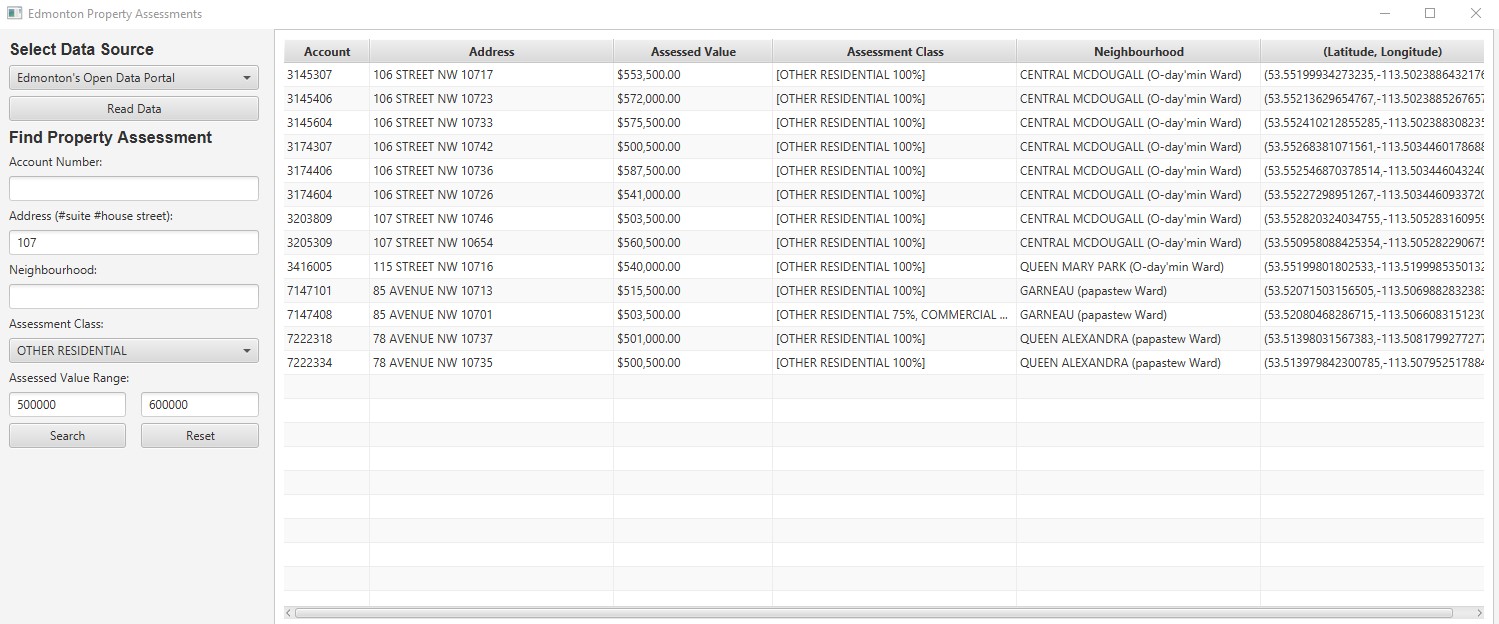 Edmonton Property Assessments
Select Data Source
Edmonton's Open Data Portal
Read Data
Find Property Assessment
Account Number:
Address (#suite #house street):
107
Neighbourhood:
Assessment Class:
OTHER RESIDENTIAL
Assessed Value Range:
500000 600000
Search Reset
Account Address Assessed Value Assessment Class Neighbourhood (Latitude, Longitude)
3145307 106 STREET NW 10717 $553,500.00 [OTHER RESIDENTIAL 100%] CENTRAL MCDOUGALL (O-day'min Ward) (53.55199934273235,-113.5023886432176
3145406 106 STREET NW 10723 $572,000.00 [OTHER RESIDENTIAL 100%] CENTRAL MCDOUGALL (O-day'min Ward) (53.55213629654767,-113.5023885267657
3145604 106 STREET NW 10733 $575,500.00 [OTHER RESIDENTIAL 100%] CENTRAL MCDOUGALL (O-day'min Ward) (53.552410212855285,-113.502388308235
3174307 106 STREET NW 10742 $500,500.00 [OTHER RESIDENTIAL 100%] CENTRAL MCDOUGALL (O-day'min Ward) (53.55268381071561,-113.5034460178688
3174406 106 STREET NW 10736 $587,500.00 [OTHER RESIDENTIAL 100%] CENTRAL MCDOUGALL (O-day'min Ward) (53.552546870378514,-113.503446043240
3174604 106 STREET NW 10726 $541,000.00 [OTHER RESIDENTIAL 100%] CENTRAL MCDOUGALL (O-day'min Ward) (53.55227298951267,-113.5034460933720
3203809 107 STREET NW 10746 $503,500.00 [OTHER RESIDENTIAL 100%] CENTRAL MCDOUGALL (O-day'min Ward) (53.552820324034755,-113.505283160959
3205309 107 STREET NW 10654 $560,500.00 [OTHER RESIDENTIAL 100%] CENTRAL MCDOUGALL (O-day'min Ward) (53.550958088425354,-113.505282290675
3416005 115 STREET NW 10716 $540,000.00 [OTHER RESIDENTIAL 100%] QUEEN MARY PARK (O-day'min Ward) (53.55199801802533,-113.5199985350132
7147101 85 AVENUE NW 10713 $515,500.00 [OTHER RESIDENTIAL 100%] GARNEAU (papastew Ward) (53.52071503156505,-113.5069882832383
7147408 85 AVENUE NW 10701 $503,500.00 [OTHER RESIDENTIAL 75%, COMMERCIAL ... GARNEAU (papastew Ward) (53.52080468286715,-113.5066083151230
7222318 78 AVENUE NW 10737 $501,000.00 [OTHER RESIDENTIAL 100%] QUEEN ALEXANDRA (papastew Ward) (53.51398031567383,-113.5081799277277
7222334 78 AVENUE NW 10735 $500,500.00 [OTHER RESIDENTIAL 100%] QUEEN ALEXANDRA (papastew Ward) (53.513979842300785,-113.507952517884